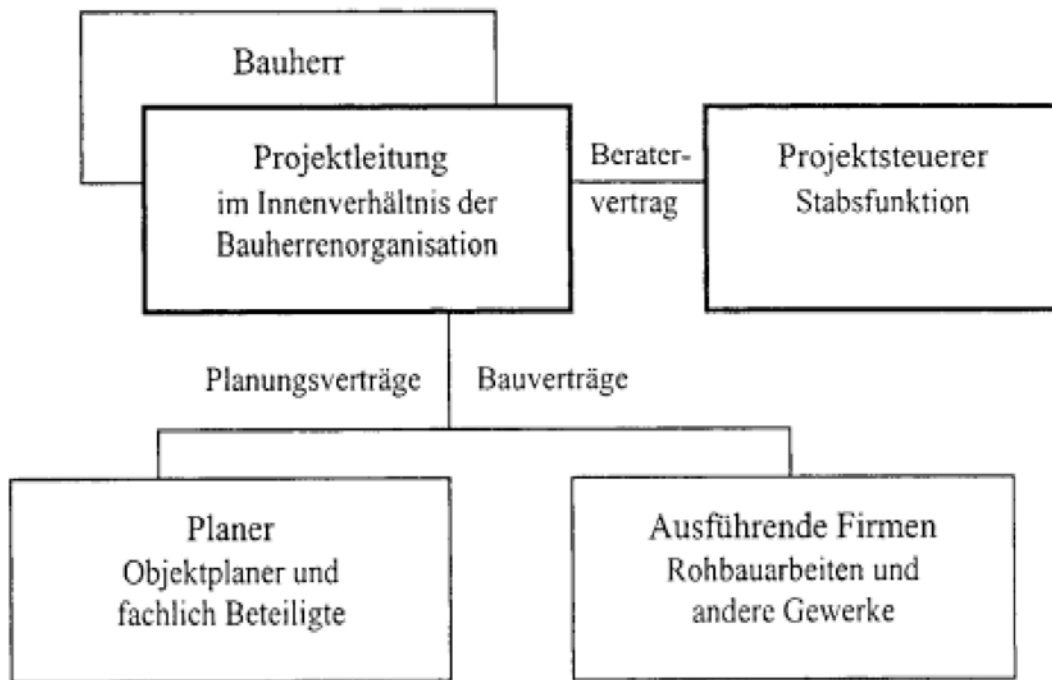 Bauherr
Projektleitung
im Innenverhältnis der
Bauherrenorganisation
Berater-
vertrag
Projektsteuerer
Stabsfunktion
Planungsverträge
Bauverträge
Planer
Objektplaner und
fachlich Beteiligte
Ausführende Firmen
Rohbauarbeiten und
andere Gewerke